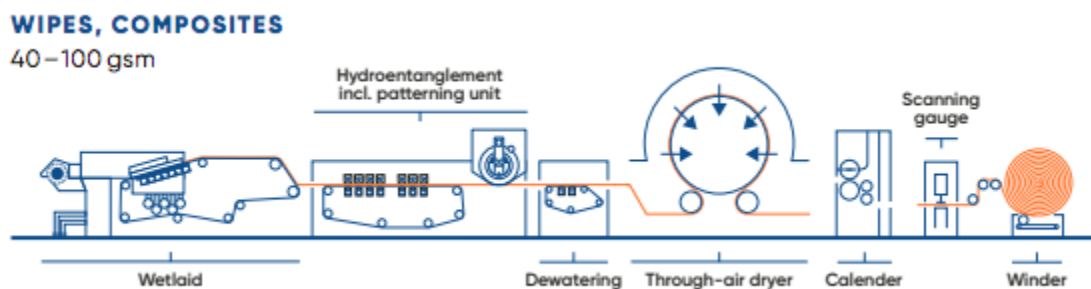 WIPES, COMPOSITES
40–100 gsm
Hydroentanglement
incl. patterning unit
Scanning
gauge
Wetlaid
Dewatering
Through-air dryer
Calender
Winder